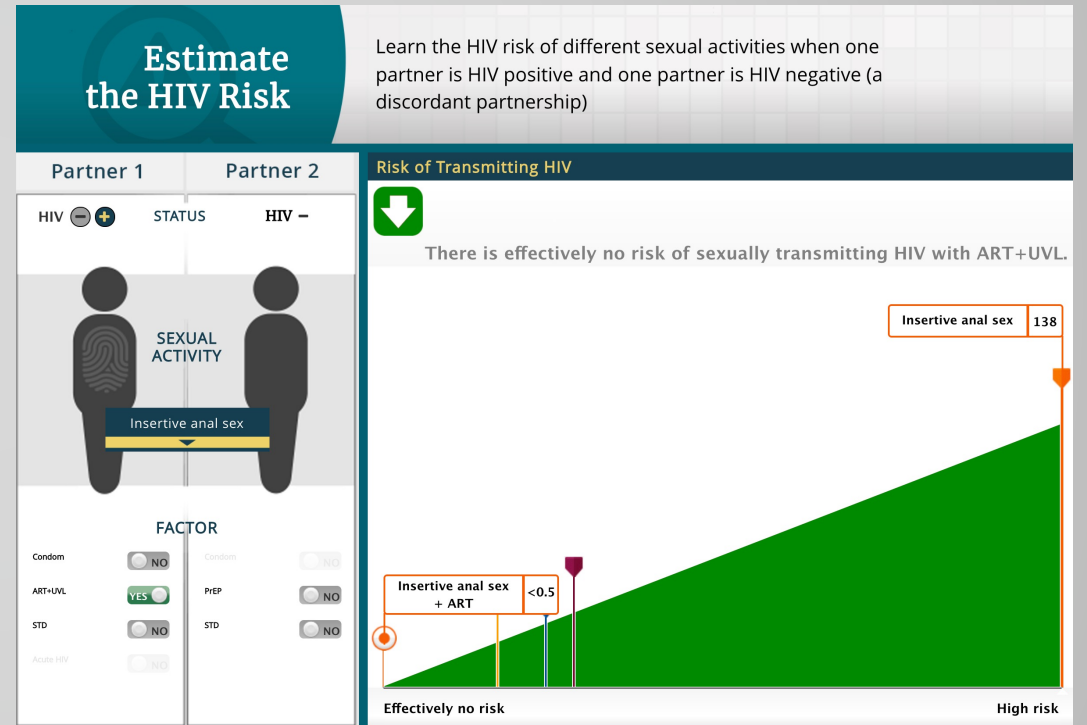 Estimate
the HIV Risk
Learn the HIV risk of different sexual activities when one
partner is HIV positive and one partner is HIV negative (a
discordant partnership)
Partner 1
Partner 2
HIV − +
STATUS
HIV −
SEXUAL
ACTIVITY
Insertive anal sex
FACTOR
Condom
NO
Condom
NO
ART+UVL
YES
PrEP
NO
STD
NO
STD
NO
Acute HIV
NO
Risk of Transmitting HIV
There is effectively no risk of sexually transmitting HIV with ART+UVL.
Insertive anal sex 138
Insertive anal sex
+ ART
<0.5
Effectively no risk
High risk